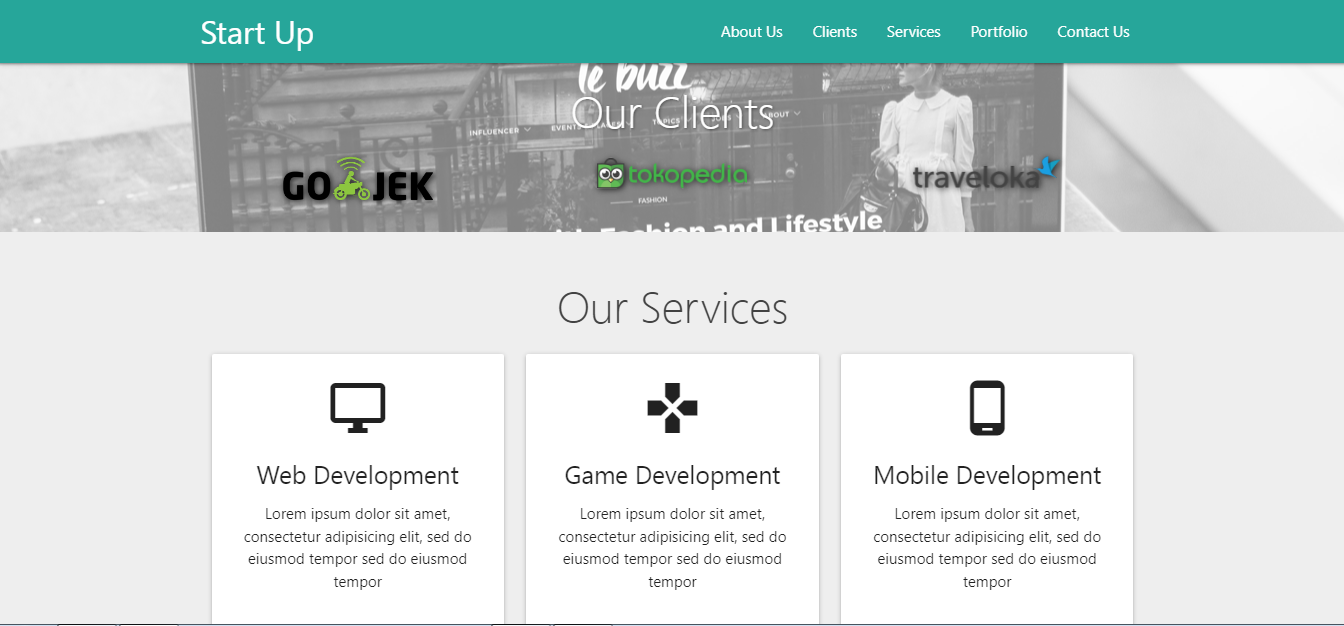 Start Up
About Us
Clients
Services
Portfolio
Contact Us
le buzz
Our Clients
INFLUENCER
EVENTS
TOPICS
GO JEK
tokopedia
traveloka
FASHION
Fashion and Lifestyle
Our Services
Web Development
Lorem ipsum dolor sit amet,
consectetur adipisicing elit, sed do
eiusmod tempor sed do eiusmod
tempor
Game Development
Lorem ipsum dolor sit amet,
consectetur adipisicing elit, sed do
eiusmod tempor sed do eiusmod
tempor
Mobile Development
Lorem ipsum dolor sit amet,
consectetur adipisicing elit, sed do
eiusmod tempor sed do eiusmod
tempor